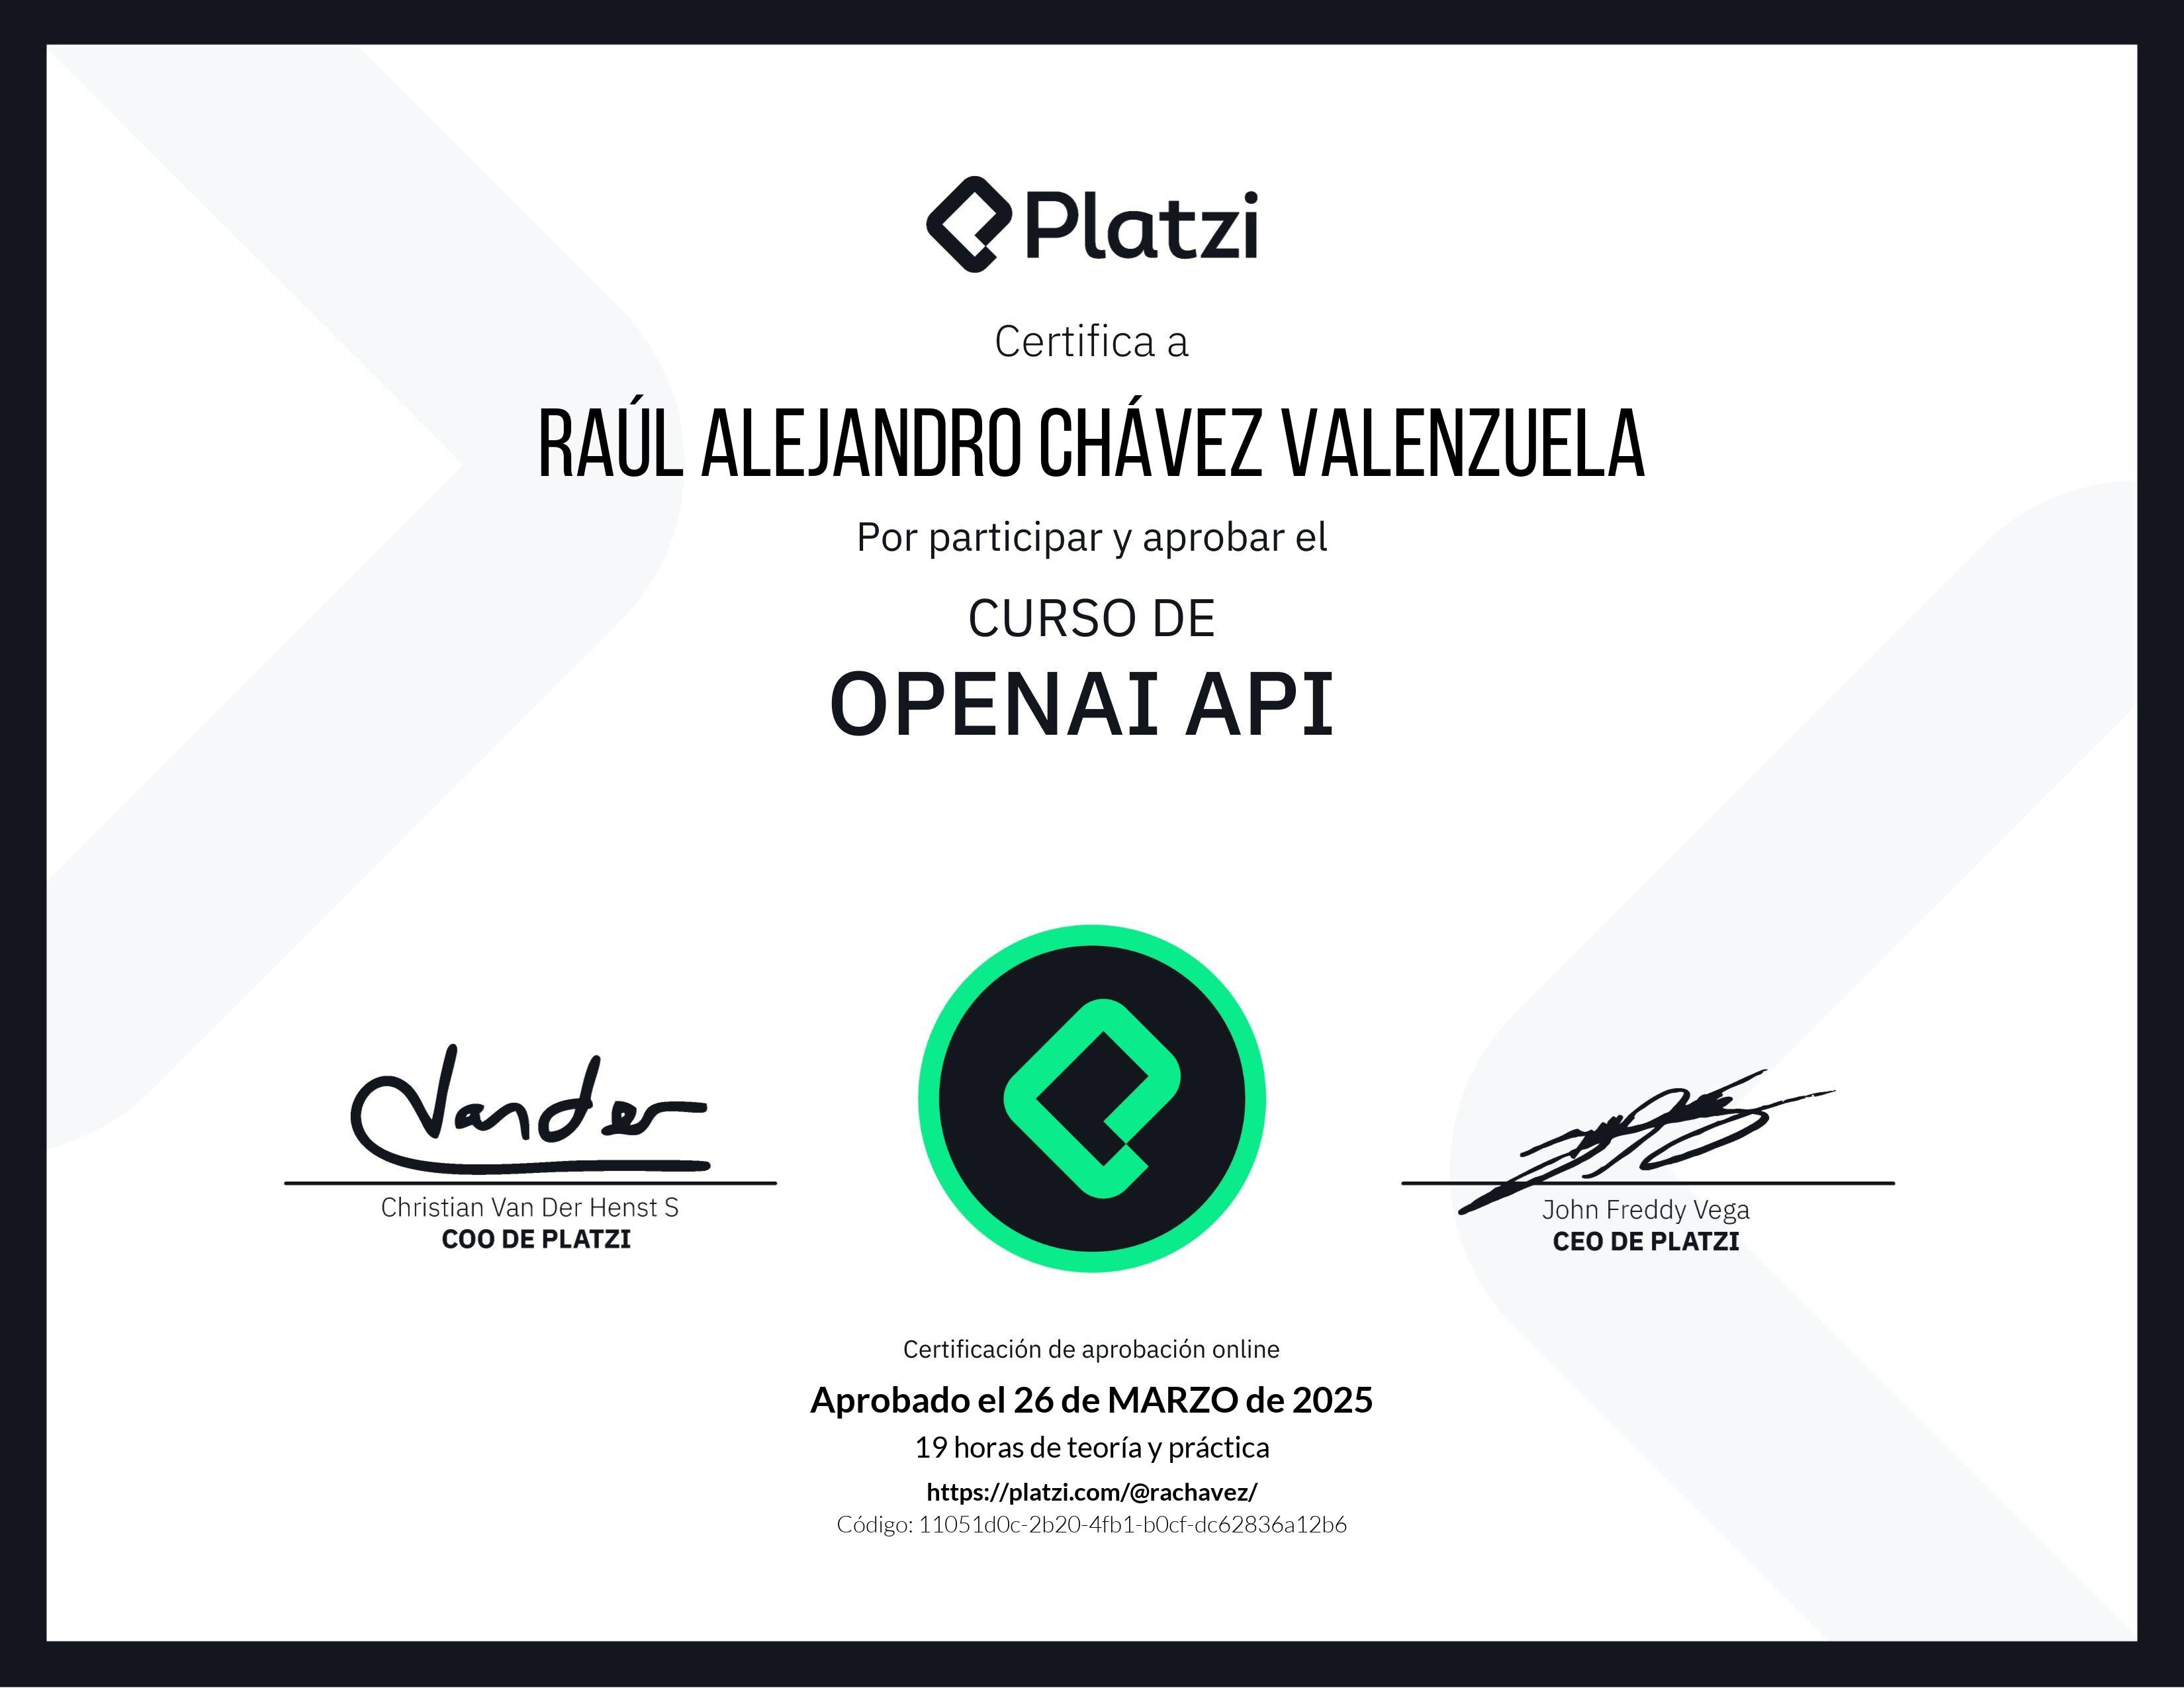 Platzi
Certifica a
RAÚL ALEJANDRO CHÁVEZ VALENZUELA
Por participar y aprobar el
CURSO DE
OPENAI API
Vander
Christian Van Der Henst S
COO DE PLATZI
John Freddy Vega
CEO DE PLATZI
Certificación de aprobación online
Aprobado el 26 de MARZO de 2025
19 horas de teoría y práctica
https://platzi.com/@rachavez/
Código: 11051d0c-2b20-4fb1-b0cf-dc62836a12b6